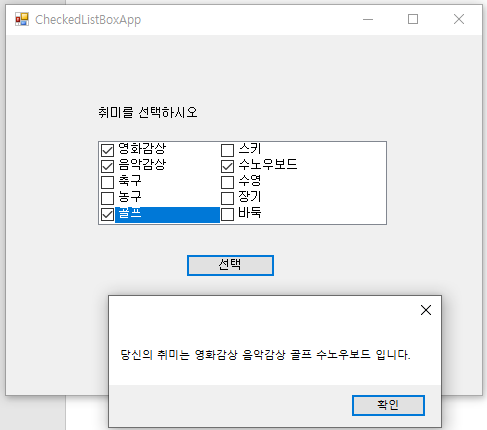 CheckedListBoxApp
취미를 선택하시오
영화감상 스키
음악감상 수노우보드
축구 수영
농구 장기
골프 바둑
선택
당신의 취미는 영화감상 음악감상 골프 수노우보드 입니다.
확인